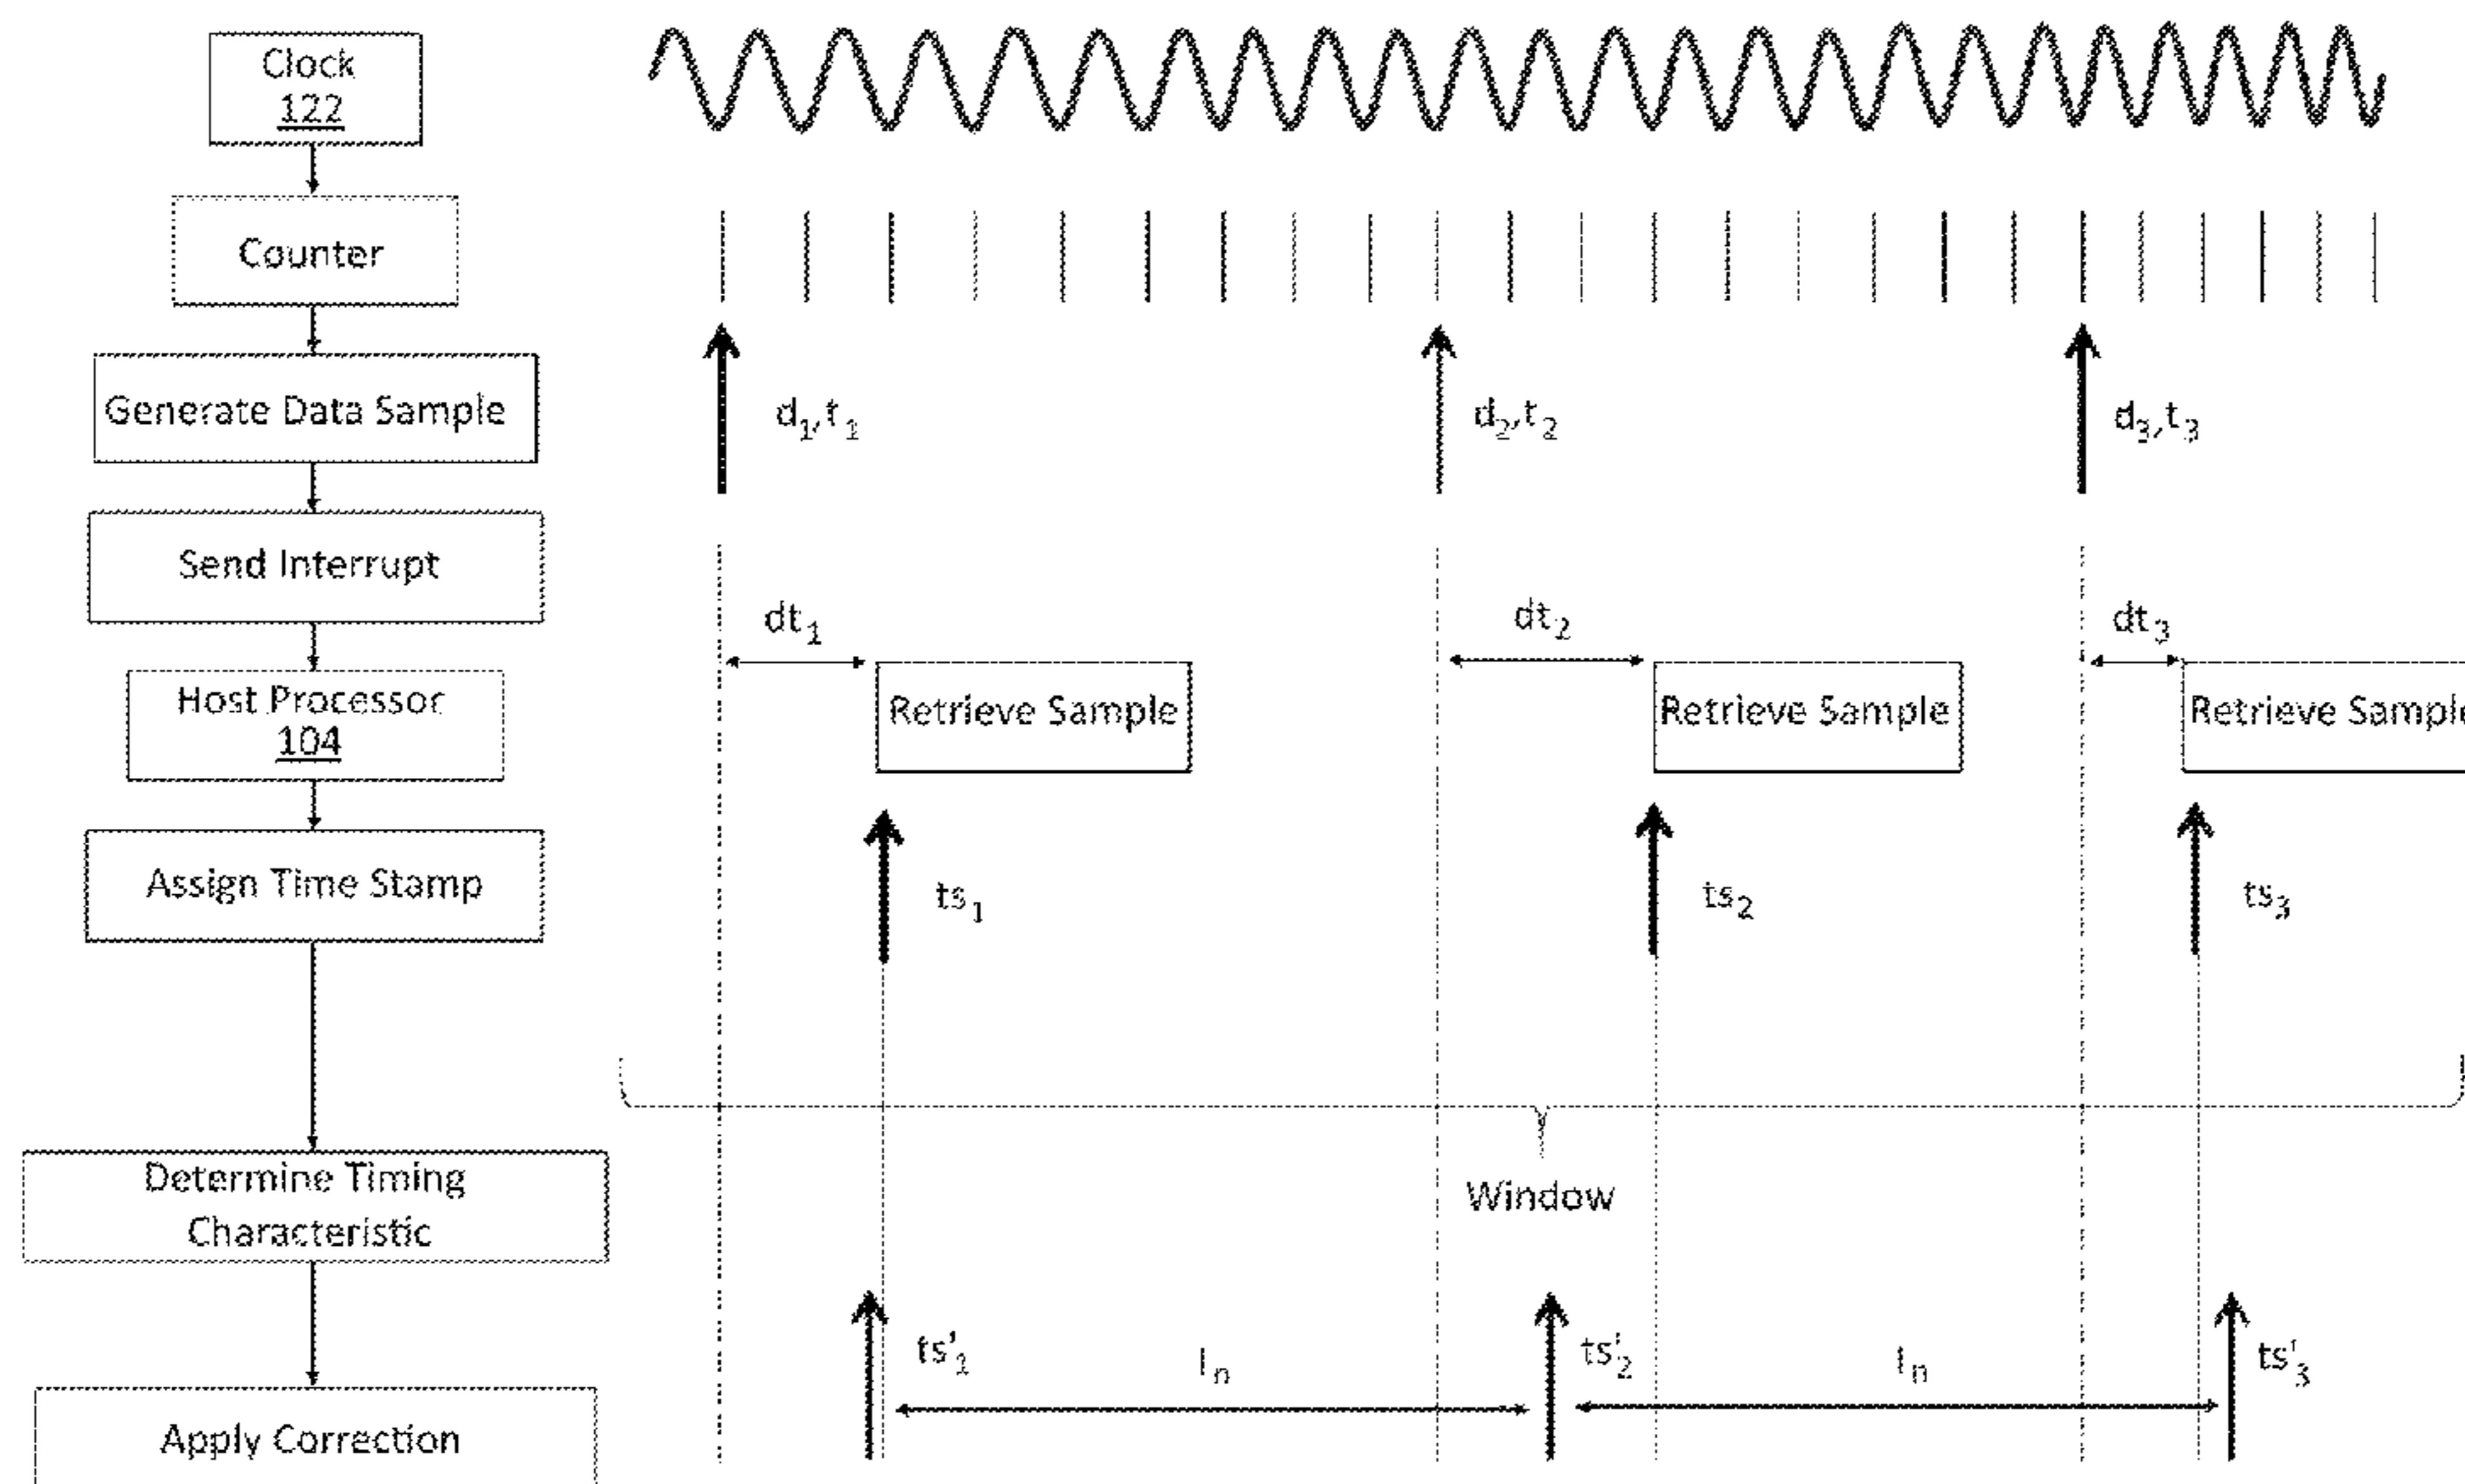 Clock
122
Counter
Generate Data Sample
d₁,t₁
d₂,t₂
d₃,t₃
Send Interrupt
dt₁
dt₂
dt₃
Host Processor
104
Retrieve Sample
Retrieve Sample
Retrieve Sample
Assign Time Stamp
ts₁
ts₂
ts₃
Determine Timing
Characteristic
Window
ts'₁
Iₙ
ts'₂
Iₙ
ts'₃
Apply Correction